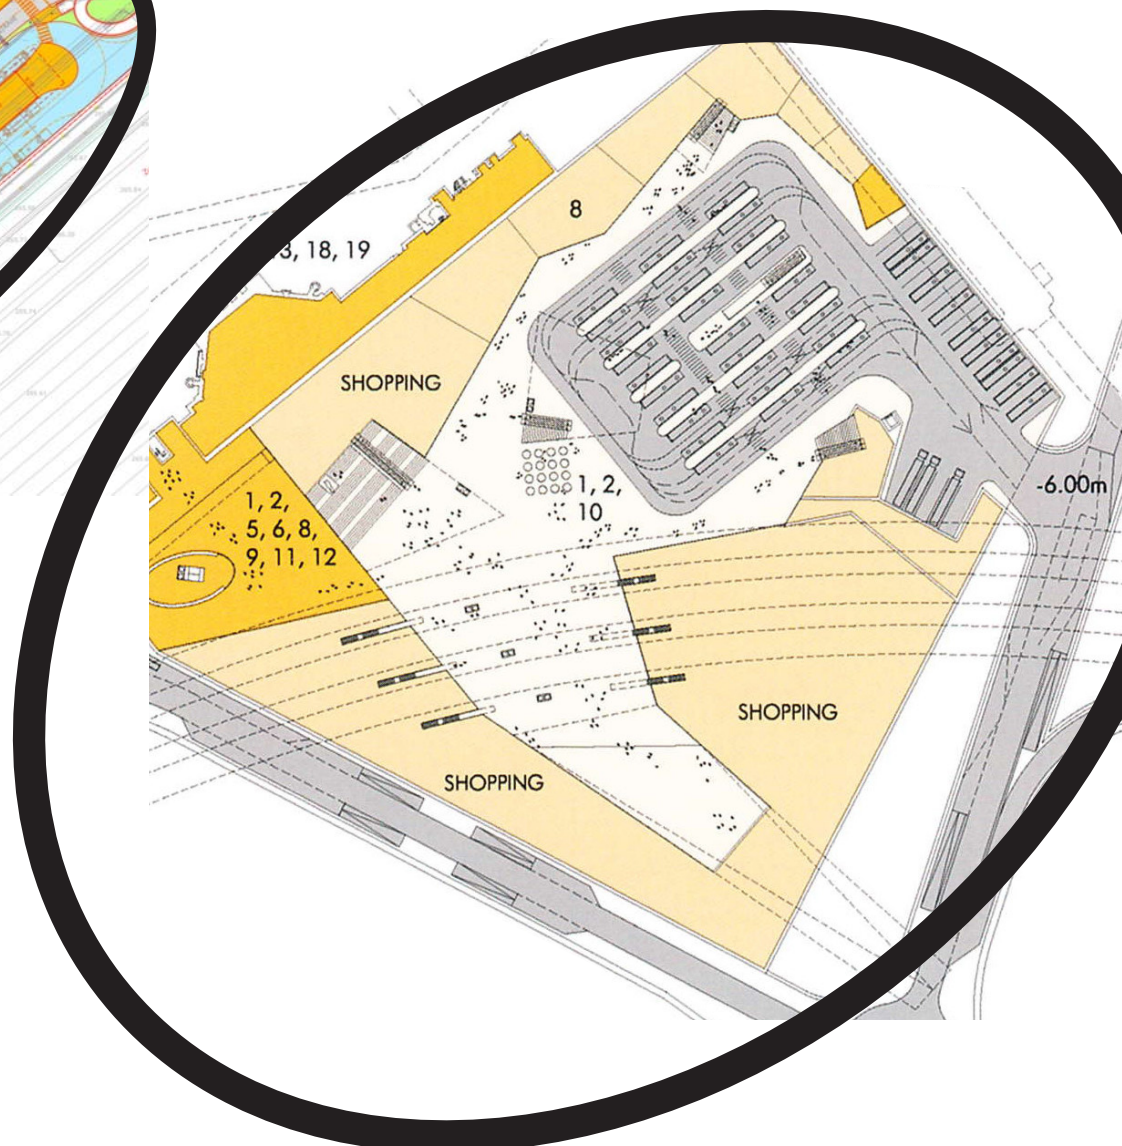 8
3, 18, 19
SHOPPING
1, 2,
5, 6, 8,
9, 11, 12
1, 2,
10
-6.00m
SHOPPING
SHOPPING